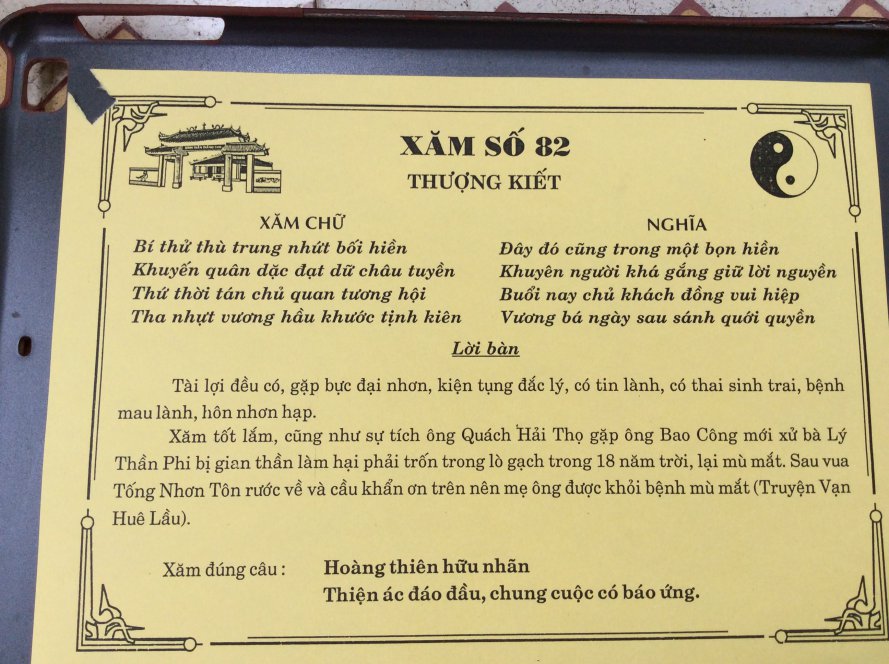 XĂM SỐ 82
THƯỢNG KIẾT
XĂM CHỮ
Bí thử thù trung nhứt bối hiền
Khuyến quân dặc đạt dữ châu tuyền
Thứ thời tán chủ quan tương hội
Tha nhựt vương hầu khước tịnh kiên
NGHĨA
Đây đó cũng trong một bọn hiền
Khuyên người khá gắng giữ lời nguyền
Buổi nay chủ khách đồng vui hiệp
Vương bá ngày sau sánh quới quyền
Lời bàn
Tài lợi đều có, gặp bực đại nhơn, kiện tụng đắc lý, có tin lành, có thai sinh trai, bệnh
mau lành, hôn nhơn hạp.
Xăm tốt lắm, cũng như sự tích ông Quách Hải Thọ gặp ông Bao Công mới xử bà Lý
Thần Phi bị gian thần làm hại phải trốn trong lò gạch trong 18 năm trời, lại mù mắt. Sau vua
Tống Nhơn Tôn rước về và cầu khẩn ơn trên nên mẹ ông được khỏi bệnh mù mắt (Truyện Vạn
Huê Lầu).
Xăm đúng câu : Hoàng thiên hữu nhãn
Thiện ác đáo đầu, chung cuộc có báo ứng.